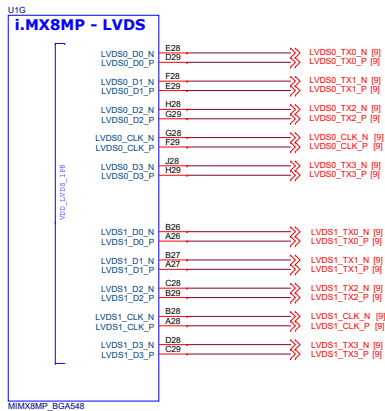 U1G
i.MX8MP - LVDS
VDD_LVDS_1P8
LVDS0_D0_N E28 LVDS0_TX0_N [9]
LVDS0_D0_P D29 LVDS0_TX0_P [9]
LVDS0_D1_N F28 LVDS0_TX1_N [9]
LVDS0_D1_P E29 LVDS0_TX1_P [9]
LVDS0_D2_N H28 LVDS0_TX2_N [9]
LVDS0_D2_P G29 LVDS0_TX2_P [9]
LVDS0_CLK_N G28 LVDS0_CLK_N [9]
LVDS0_CLK_P F29 LVDS0_CLK_P [9]
LVDS0_D3_N J28 LVDS0_TX3_N [9]
LVDS0_D3_P H29 LVDS0_TX3_P [9]
LVDS1_D0_N B26 LVDS1_TX0_N [9]
LVDS1_D0_P A26 LVDS1_TX0_P [9]
LVDS1_D1_N B27 LVDS1_TX1_N [9]
LVDS1_D1_P A27 LVDS1_TX1_P [9]
LVDS1_D2_N C28 LVDS1_TX2_N [9]
LVDS1_D2_P B29 LVDS1_TX2_P [9]
LVDS1_CLK_N B28 LVDS1_CLK_N [9]
LVDS1_CLK_P A28 LVDS1_CLK_P [9]
LVDS1_D3_N D28 LVDS1_TX3_N [9]
LVDS1_D3_P C29 LVDS1_TX3_P [9]
MIMX8MP_BGA548